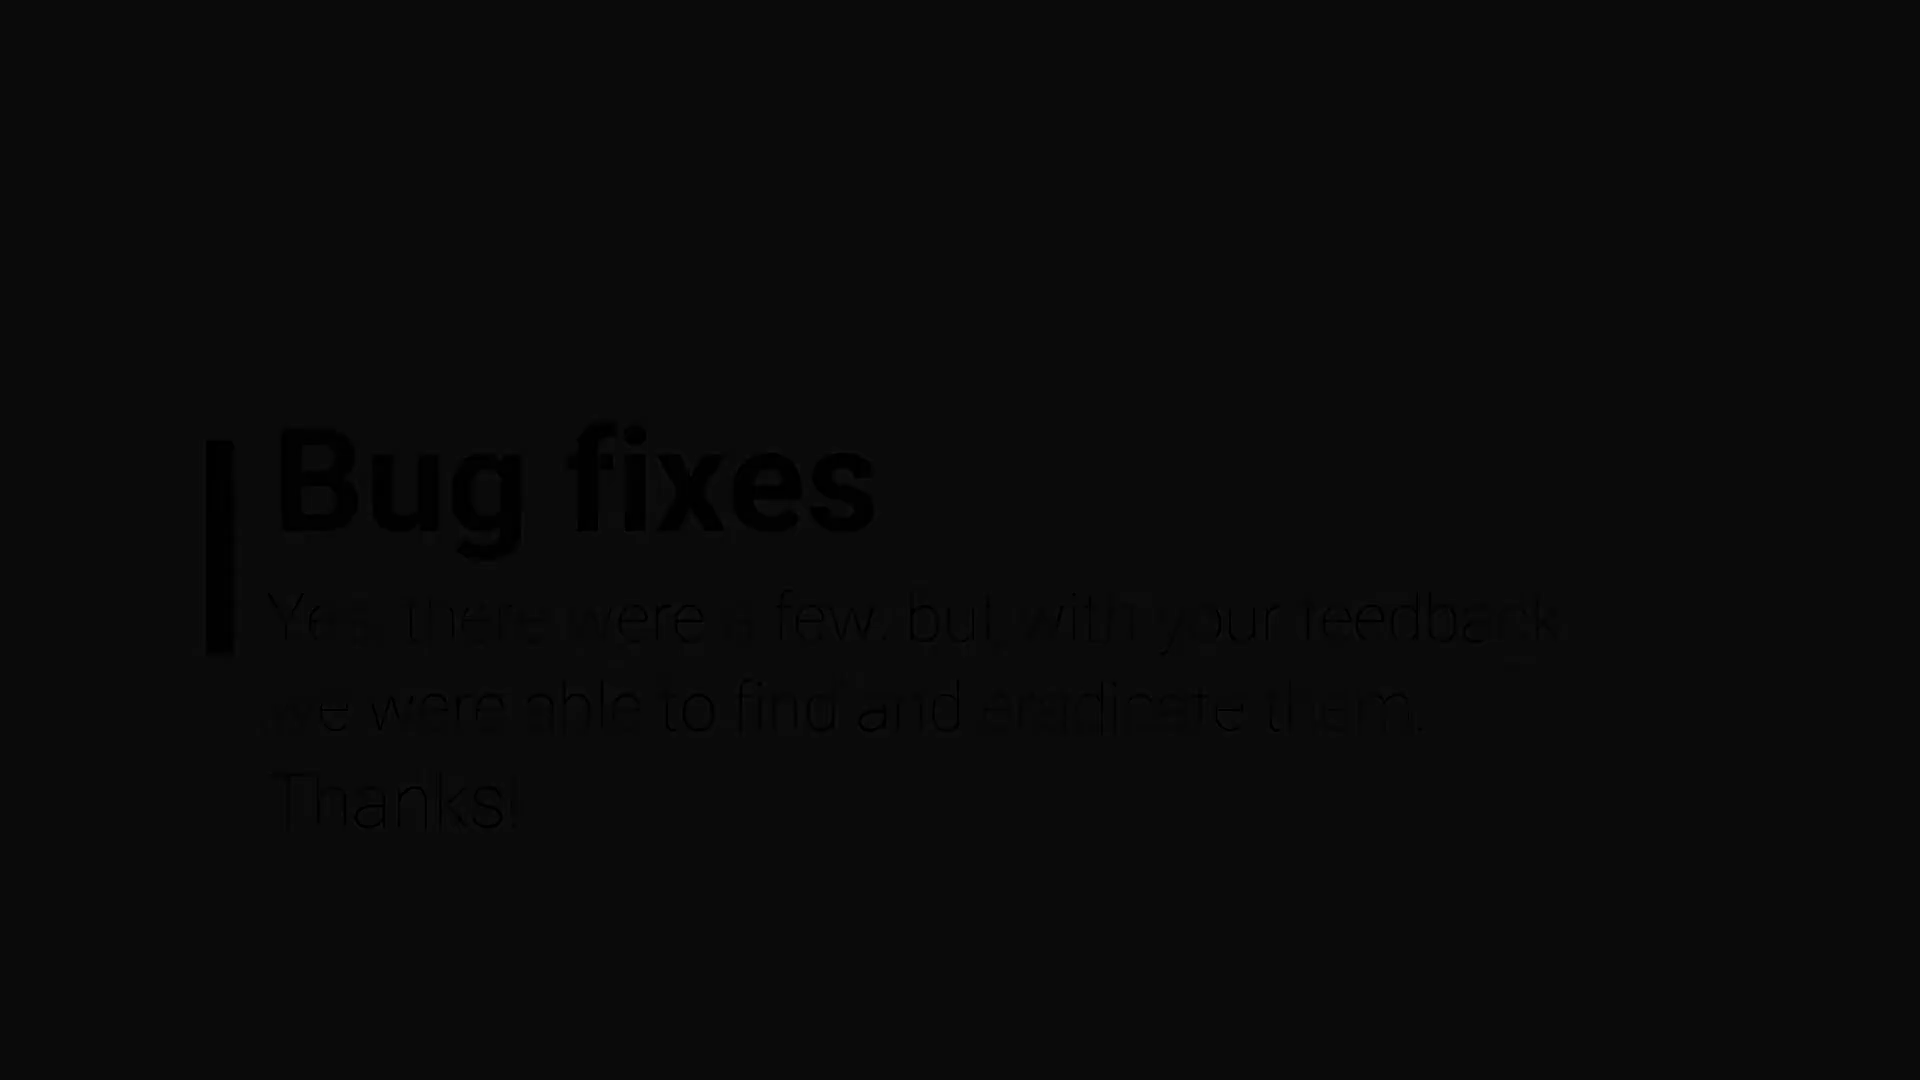 Bug fixes
Yes, there were a few, but, with your feedback
we were able to find and eradicate them.
Thanks!